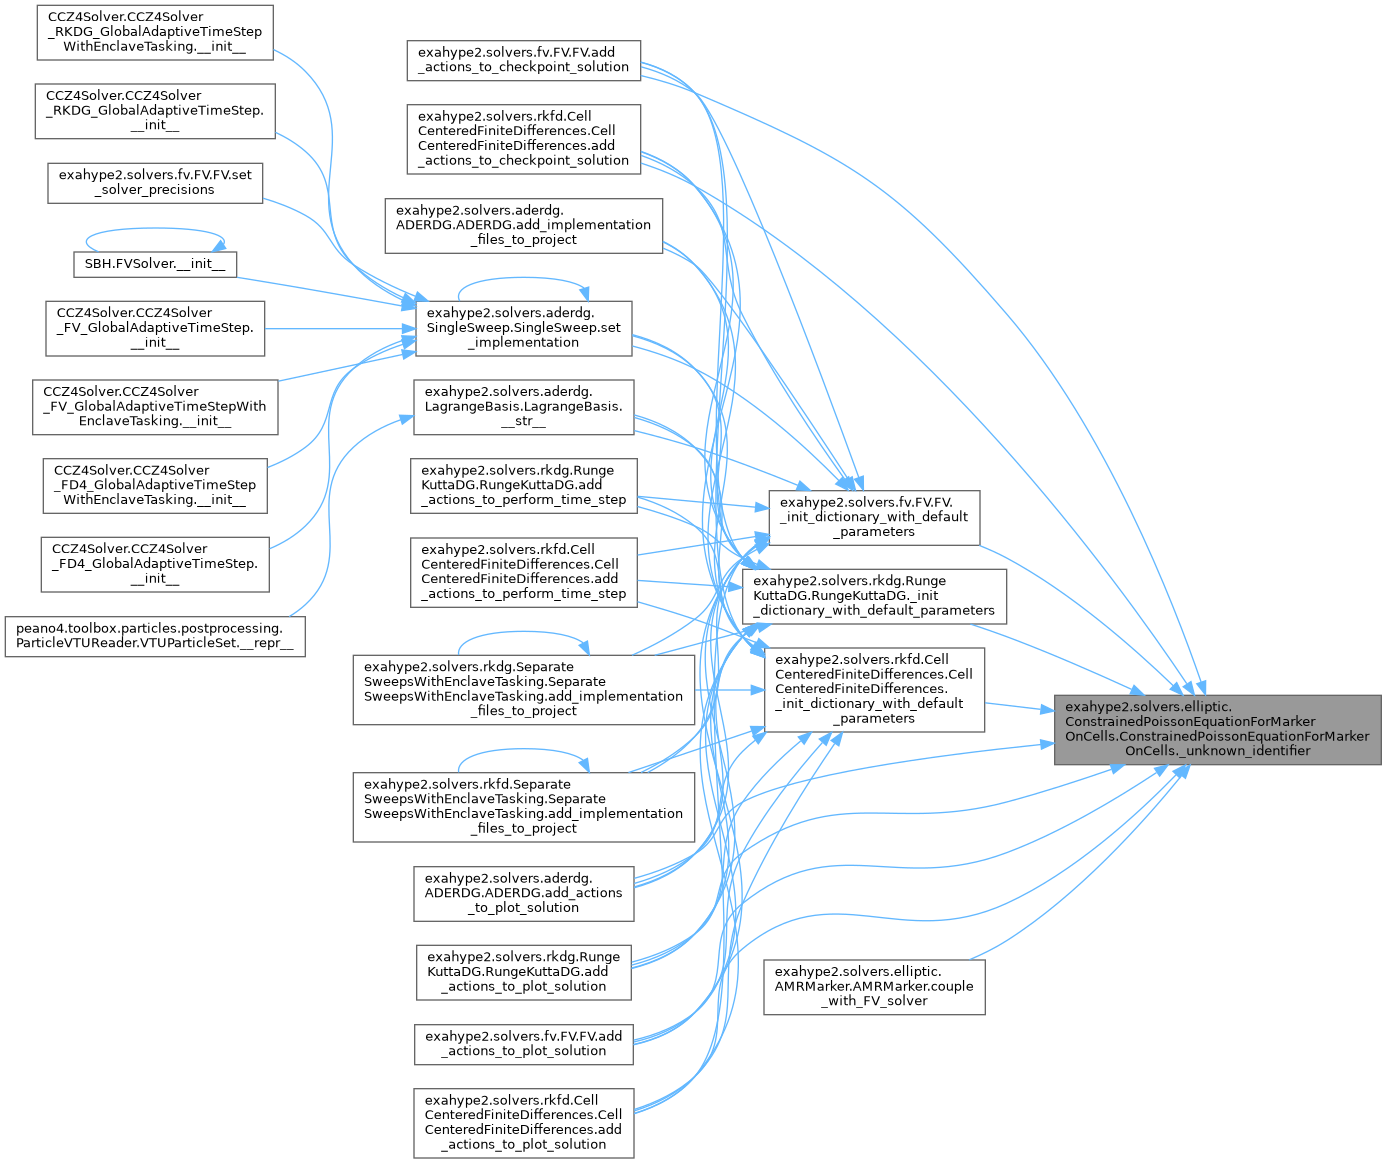 CCZ4Solver.CCZ4Solver
_RKDG_GlobalAdaptiveTimeStep
WithEnclaveTasking.__init__
CCZ4Solver.CCZ4Solver
_RKDG_GlobalAdaptiveTimeStep.
__init__
exahype2.solvers.fv.FV.FV.set
_solver_precisions
SBH.FVSolver.__init__
CCZ4Solver.CCZ4Solver
_FV_GlobalAdaptiveTimeStep.
__init__
CCZ4Solver.CCZ4Solver
_FV_GlobalAdaptiveTimeStepWith
EnclaveTasking.__init__
CCZ4Solver.CCZ4Solver
_FD4_GlobalAdaptiveTimeStep
WithEnclaveTasking.__init__
CCZ4Solver.CCZ4Solver
_FD4_GlobalAdaptiveTimeStep.
__init__
peano4.toolbox.particles.postprocessing.
ParticleVTUReader.VTUParticleSet.__repr__
exahype2.solvers.fv.FV.FV.add
_actions_to_checkpoint_solution
exahype2.solvers.rkfd.Cell
CenteredFiniteDifferences.Cell
CenteredFiniteDifferences.add
_actions_to_checkpoint_solution
exahype2.solvers.aderdg.
ADERDG.ADERDG.add_implementation
_files_to_project
exahype2.solvers.aderdg.
SingleSweep.SingleSweep.set
_implementation
exahype2.solvers.aderdg.
LagrangeBasis.LagrangeBasis.
__str__
exahype2.solvers.rkdg.Runge
KuttaDG.RungeKuttaDG.add
_actions_to_perform_time_step
exahype2.solvers.rkfd.Cell
CenteredFiniteDifferences.Cell
CenteredFiniteDifferences.add
_actions_to_perform_time_step
exahype2.solvers.rkdg.Separate
SweepsWithEnclaveTasking.Separate
SweepsWithEnclaveTasking.add_implementation
_files_to_project
exahype2.solvers.rkfd.Separate
SweepsWithEnclaveTasking.Separate
SweepsWithEnclaveTasking.add_implementation
_files_to_project
exahype2.solvers.aderdg.
ADERDG.ADERDG.add_actions
_to_plot_solution
exahype2.solvers.rkdg.Runge
KuttaDG.RungeKuttaDG.add
_actions_to_plot_solution
exahype2.solvers.fv.FV.FV.add
_actions_to_plot_solution
exahype2.solvers.rkfd.Cell
CenteredFiniteDifferences.Cell
CenteredFiniteDifferences.add
_actions_to_plot_solution
exahype2.solvers.fv.FV.FV.
_init_dictionary_with_default
_parameters
exahype2.solvers.rkdg.Runge
KuttaDG.RungeKuttaDG._init
_dictionary_with_default_parameters
exahype2.solvers.rkfd.Cell
CenteredFiniteDifferences.Cell
CenteredFiniteDifferences.
_init_dictionary_with_default
_parameters
exahype2.solvers.elliptic.
AMRMarker.AMRMarker.couple
_with_FV_solver
exahype2.solvers.elliptic.
ConstrainedPoissonEquationForMarker
OnCells.ConstrainedPoissonEquationForMarker
OnCells._unknown_identifier